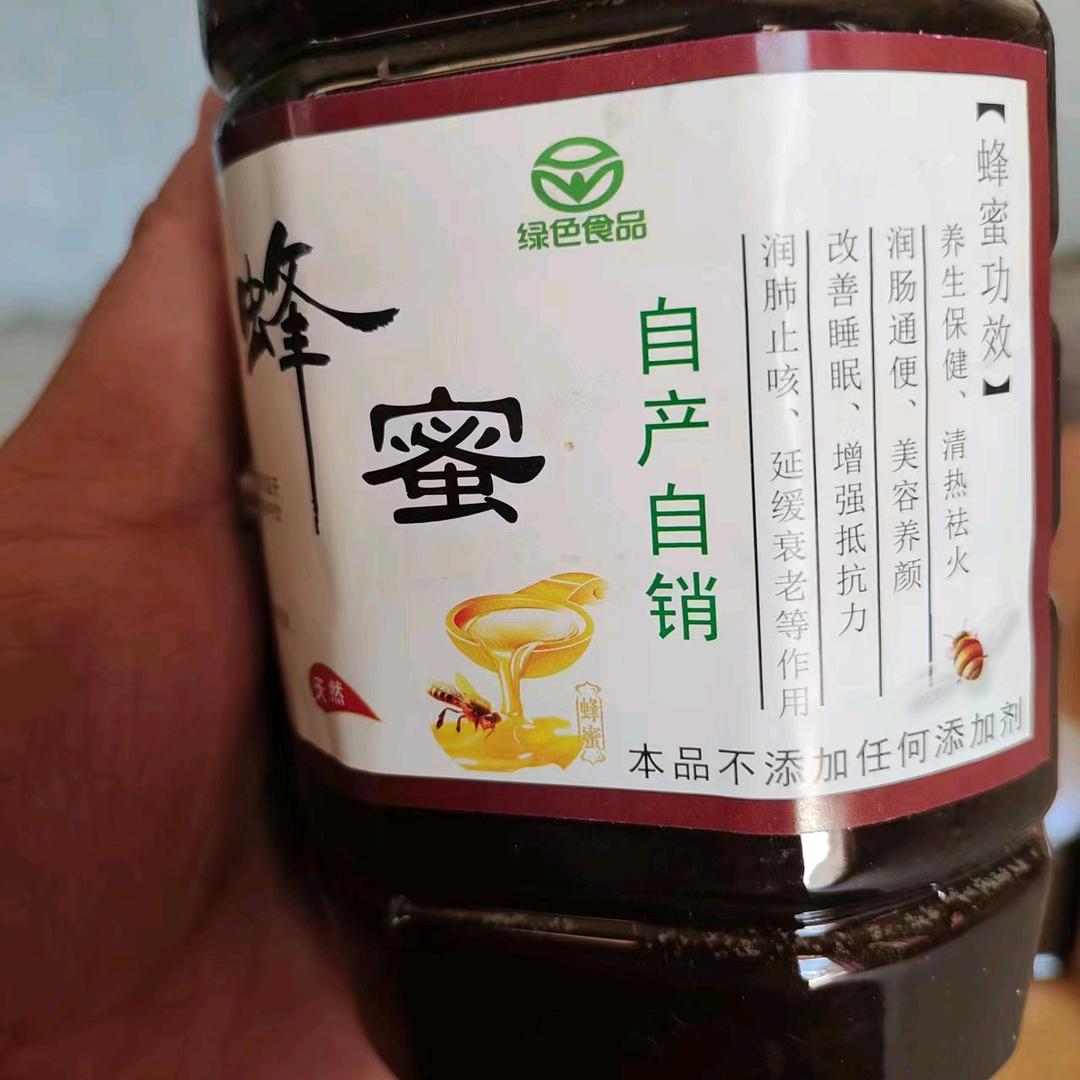 绿色食品
蜂
蜜
自产自销
【蜂蜜功效】
养生保健、清热祛火
润肠通便、美容养颜
改善睡眠、增强抵抗力
润肺止咳、延缓衰老等作用
天然
蜂蜜
本品不添加任何添加剂